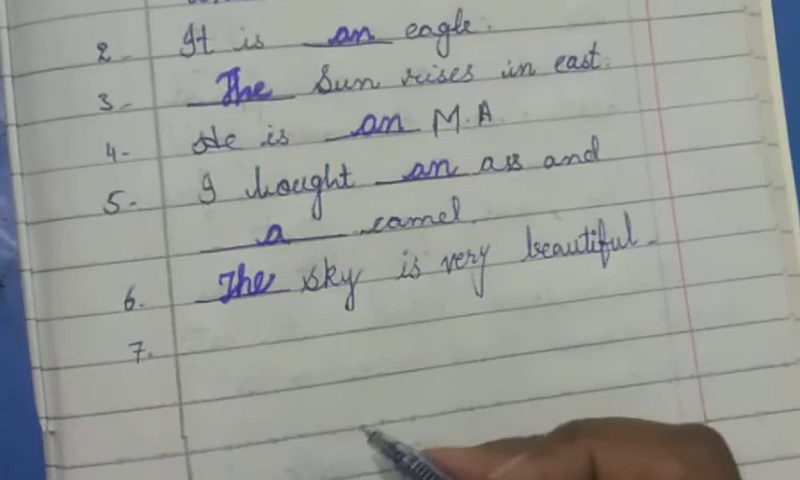 2. It is an eagle.
3. The Sun rises in east.
4. He is an M.A.
5. I bought an ass and
a camel.
6. The sky is very beautiful.
7.